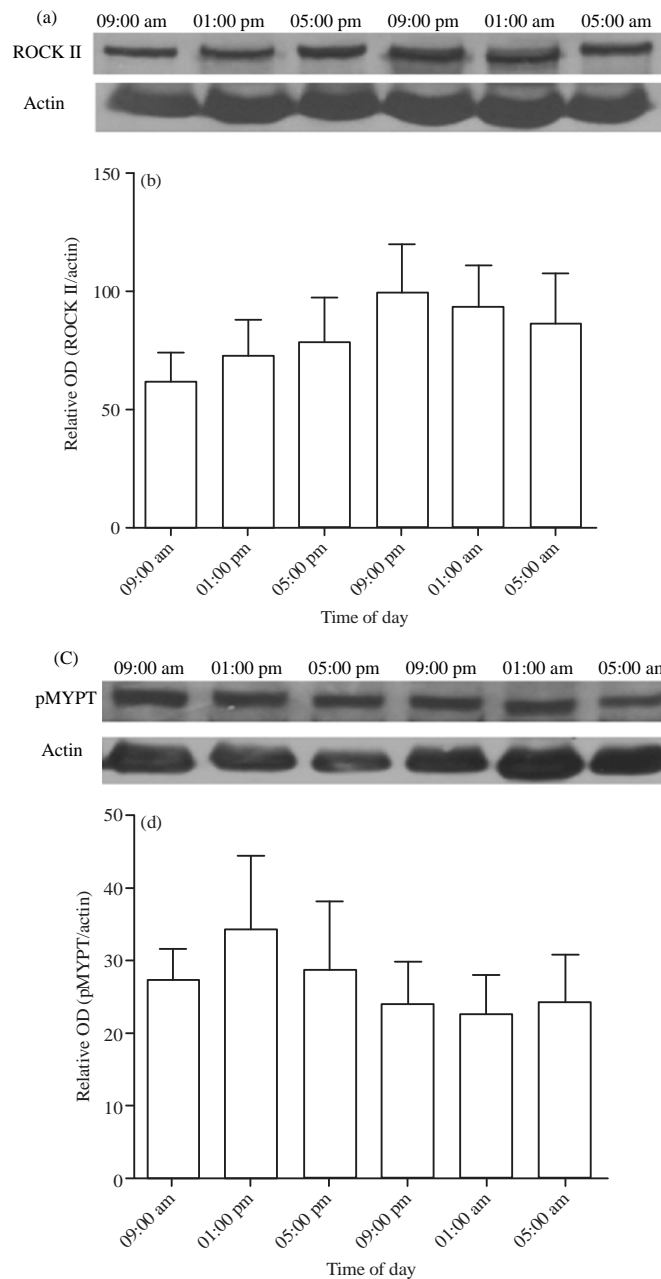 (a)
09:00 am 01:00 pm 05:00 pm 09:00 pm 01:00 am 05:00 am
ROCK II
Actin
(b)
150
100
50
0
Relative OD (ROCK II/actin)
09:00 am 01:00 pm 05:00 pm 09:00 pm 01:00 am 05:00 am
Time of day
(C)
09:00 am 01:00 pm 05:00 pm 09:00 pm 01:00 am 05:00 am
pMYPT
Actin
(d)
50
40
30
20
10
0
Relative OD (pMYPT/actin)
09:00 am 01:00 pm 05:00 pm 09:00 pm 01:00 am 05:00 am
Time of day